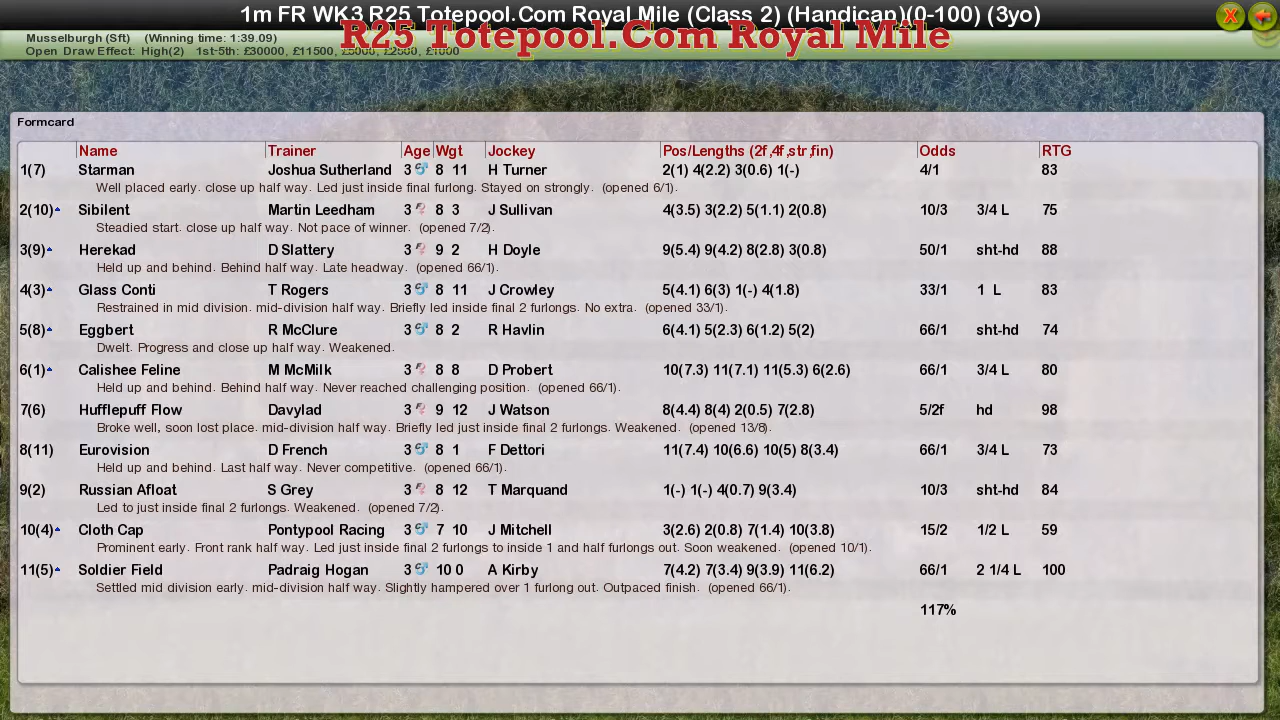 1m FR WK3 R25 Totepool.Com Royal Mile (Class 2) (Handicap)(0-100) (3yo)
R25 Totepool.Com Royal Mile
Musselburgh (Sft) (Winning time: 1:39.09)
Open Draw Effect: High(2) 1st-5th: £30000, £11500, £5000, £2500, £1000
Formcard
Name Trainer Age Wgt Jockey Pos/Lengths (2f,4f,str,fin) Odds RTG
1(7) Starman Joshua Sutherland 3 8 11 H Turner 2(1) 4(2.2) 3(0.6) 1(-) 4/1 83
Well placed early. close up half way. Led just inside final furlong. Stayed on strongly. (opened 6/1).
2(10) Sibilent Martin Leedham 3 8 3 J Sullivan 4(3.5) 3(2.2) 5(1.1) 2(0.8) 10/3 3/4 L 75
Steadied start. close up half way. Not pace of winner. (opened 7/2).
3(9) Herekad D Slattery 3 9 2 H Doyle 9(5.4) 9(4.2) 8(2.8) 3(0.8) 50/1 sht-hd 88
Held up and behind. Behind half way. Late headway. (opened 66/1).
4(3) Glass Conti T Rogers 3 8 11 J Crowley 5(4.1) 6(3) 1(-) 4(1.8) 33/1 1 L 83
Restrained in mid division. mid-division half way. Briefly led inside final 2 furlongs. No extra. (opened 33/1).
5(8) Eggbert R McClure 3 8 2 R Havlin 6(4.1) 5(2.3) 6(1.2) 5(2) 66/1 sht-hd 74
Dwelt. Progress and close up half way. Weakened.
6(1) Calishee Feline M McMilk 3 8 8 D Probert 10(7.3) 11(7.1) 11(5.3) 6(2.6) 66/1 3/4 L 80
Held up and behind. Behind half way. Never reached challenging position. (opened 66/1).
7(6) Hufflepuff Flow Davylad 3 9 12 J Watson 8(4.4) 8(4) 2(0.5) 7(2.8) 5/2f hd 98
Broke well, soon lost place. mid-division half way. Briefly led just inside final 2 furlongs. Weakened. (opened 13/8).
8(11) Eurovision D French 3 8 1 F Dettori 11(7.4) 10(6.6) 10(5) 8(3.4) 66/1 3/4 L 73
Held up and behind. Last half way. Never competitive. (opened 66/1).
9(2) Russian Afloat S Grey 3 8 12 T Marquand 1(-) 1(-) 4(0.7) 9(3.4) 10/3 sht-hd 84
Led to just inside final 2 furlongs. Weakened. (opened 7/2).
10(4) Cloth Cap Pontypool Racing 3 7 10 J Mitchell 3(2.6) 2(0.8) 7(1.4) 10(3.8) 15/2 1/2 L 59
Prominent early. Front rank half way. Led just inside final 2 furlongs to inside 1 and half furlongs out. Soon weakened. (opened 10/1).
11(5) Soldier Field Padraig Hogan 3 10 0 A Kirby 7(4.2) 7(3.4) 9(3.9) 11(6.2) 66/1 2 1/4 L 100
Settled mid division early. mid-division half way. Slightly hampered over 1 furlong out. Outpaced finish. (opened 66/1).
117%